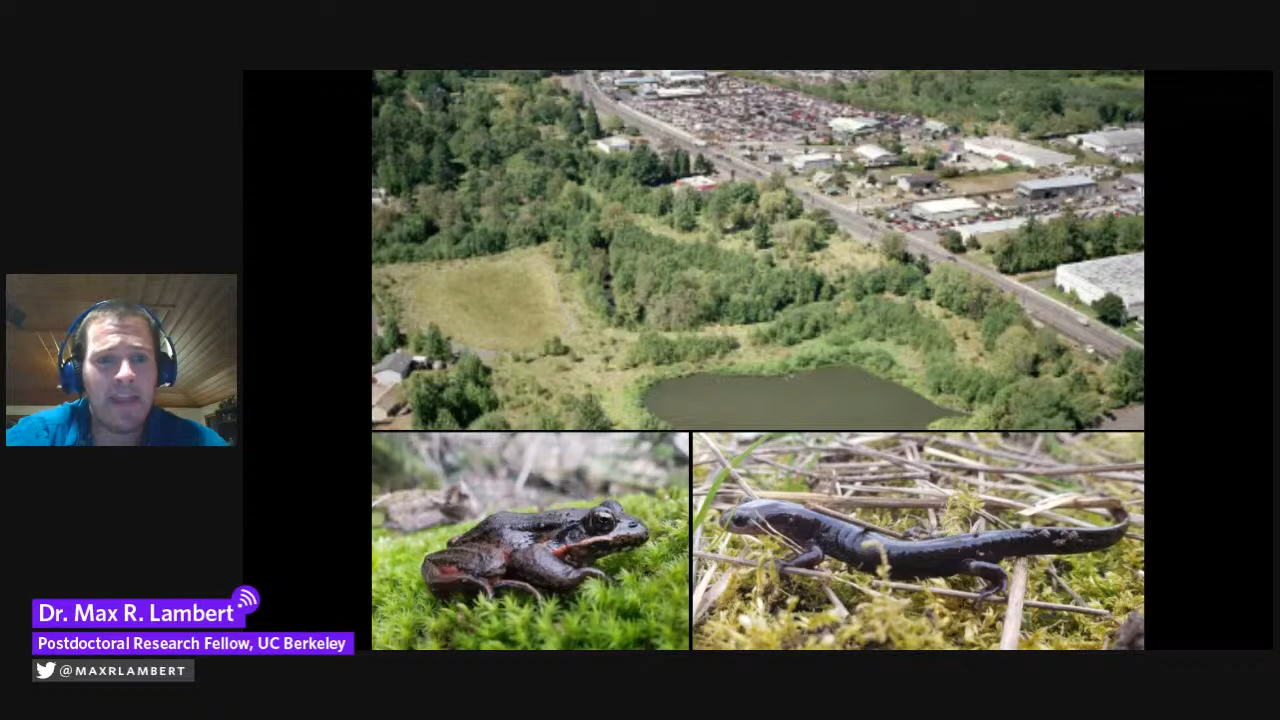 Dr. Max R. Lambert
Postdoctoral Research Fellow, UC Berkeley
@MAXRLAMBERT